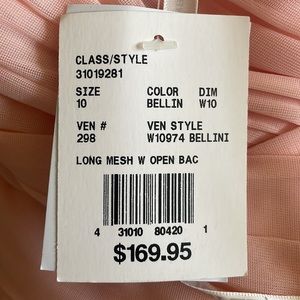 CLASS/STYLE
31019281
SIZE COLOR DIM
10 BELLIN W10
VEN # VEN STYLE
298 W10974 BELLINI
LONG MESH W OPEN BAC
4 31010 80420 1
$169.95